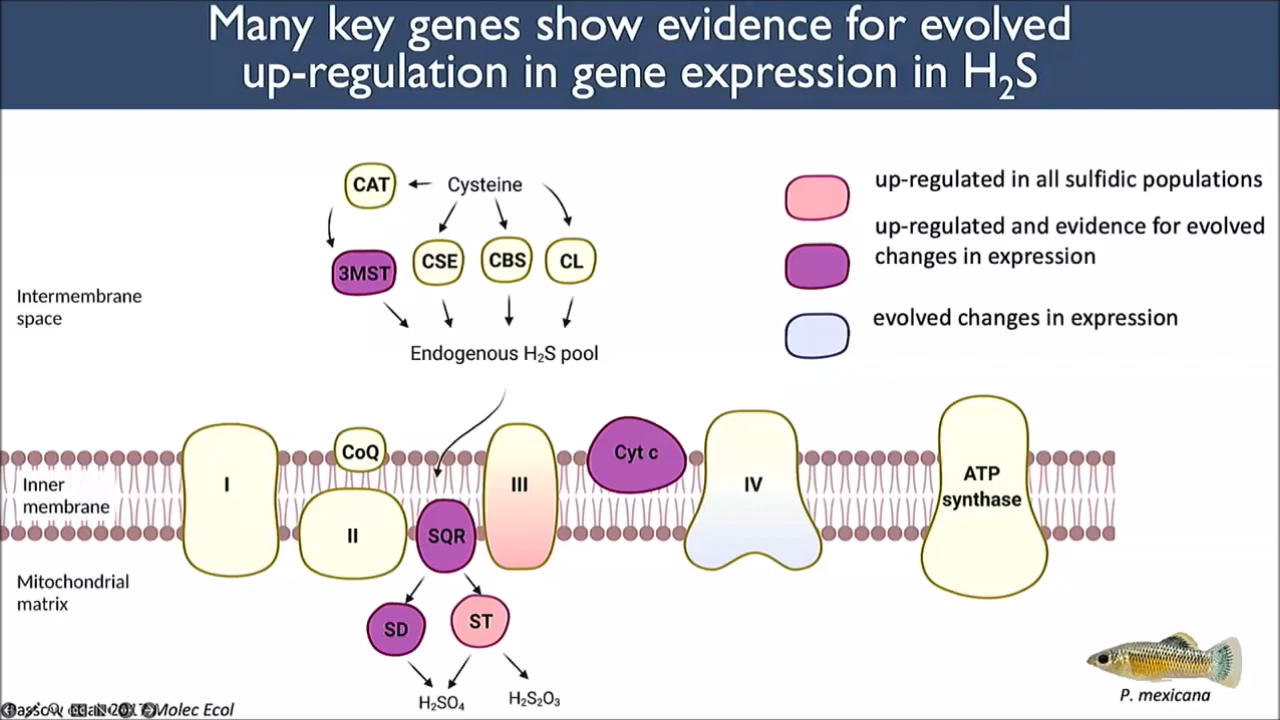 Many key genes show evidence for evolved
up-regulation in gene expression in H₂S
CAT
Cysteine
3MST
CSE
CBS
CL
Endogenous H₂S pool
up-regulated in all sulfidic populations
up-regulated and evidence for evolved
changes in expression
evolved changes in expression
Intermembrane
space
Inner
membrane
Mitochondrial
matrix
I
CoQ
II
SQR
III
Cyt c
IV
ATP
synthase
SD
ST
H₂SO₄
H₂S₂O₃
P. mexicana
2017 Molec Ecol